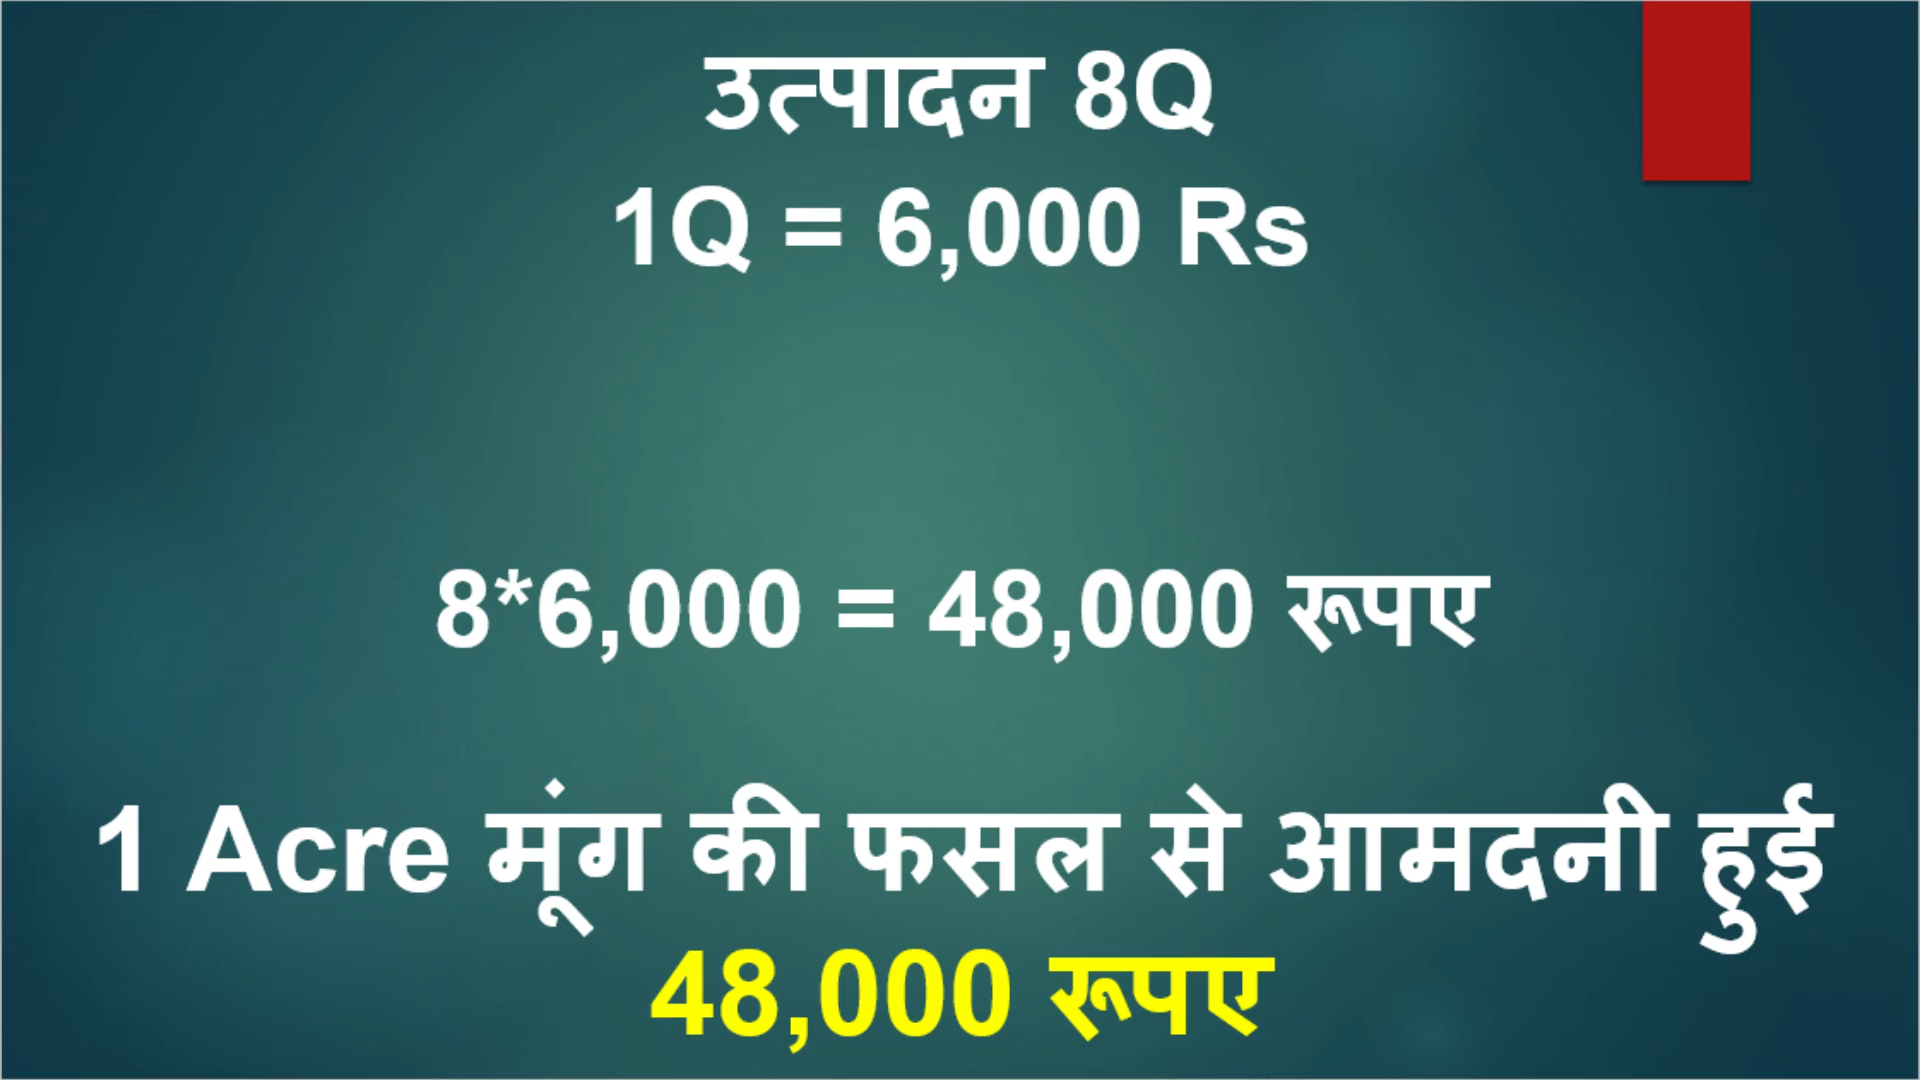 उत्पादन 8Q
1Q = 6,000 Rs
8*6,000 = 48,000 रूपए
1 Acre मूंग की फसल से आमदनी हुई
48,000 रूपए